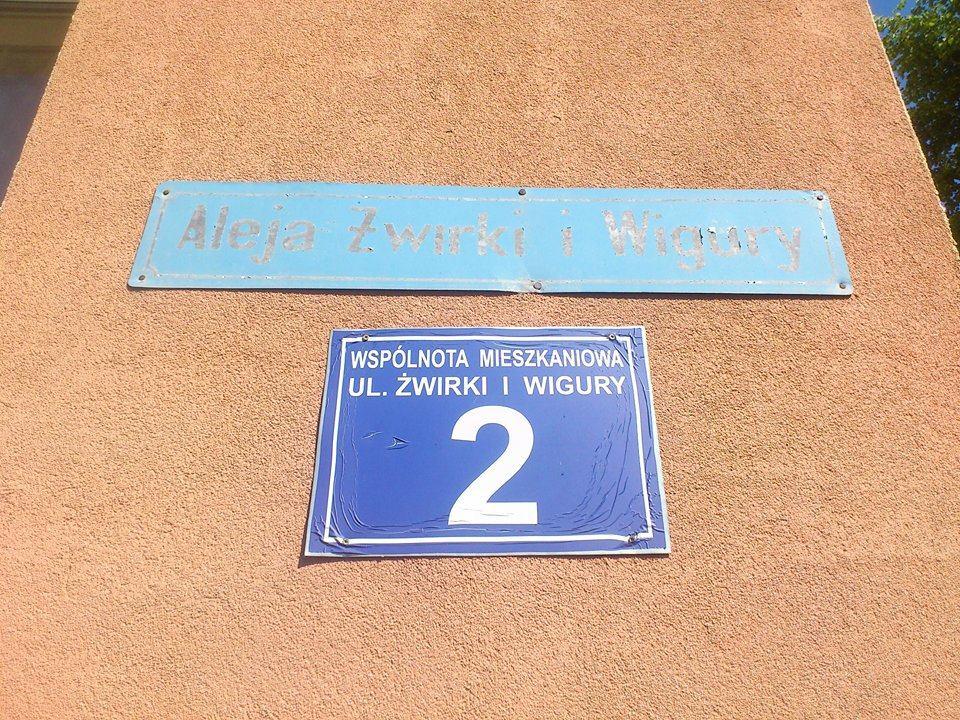 Aleja Żwirki i Wigury
WSPÓLNOTA MIESZKANIOWA
UL. ŻWIRKI I WIGURY
2